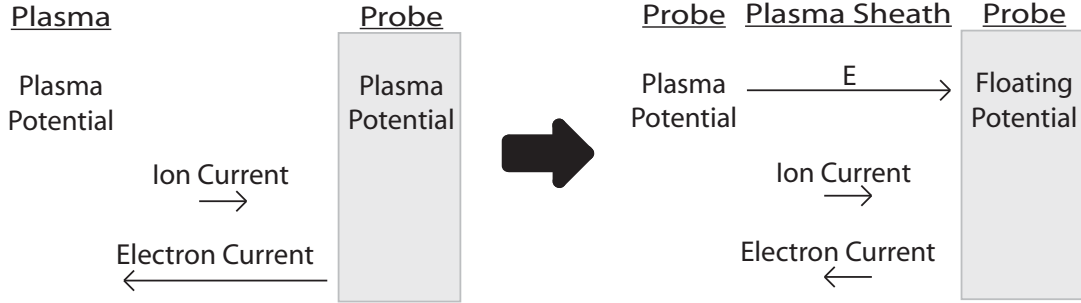 Plasma
Probe
Plasma
Potential
Plasma
Potential
Ion Current
Electron Current
Probe
Plasma Sheath
Probe
Plasma
Potential
E
Floating
Potential
Ion Current
Electron Current